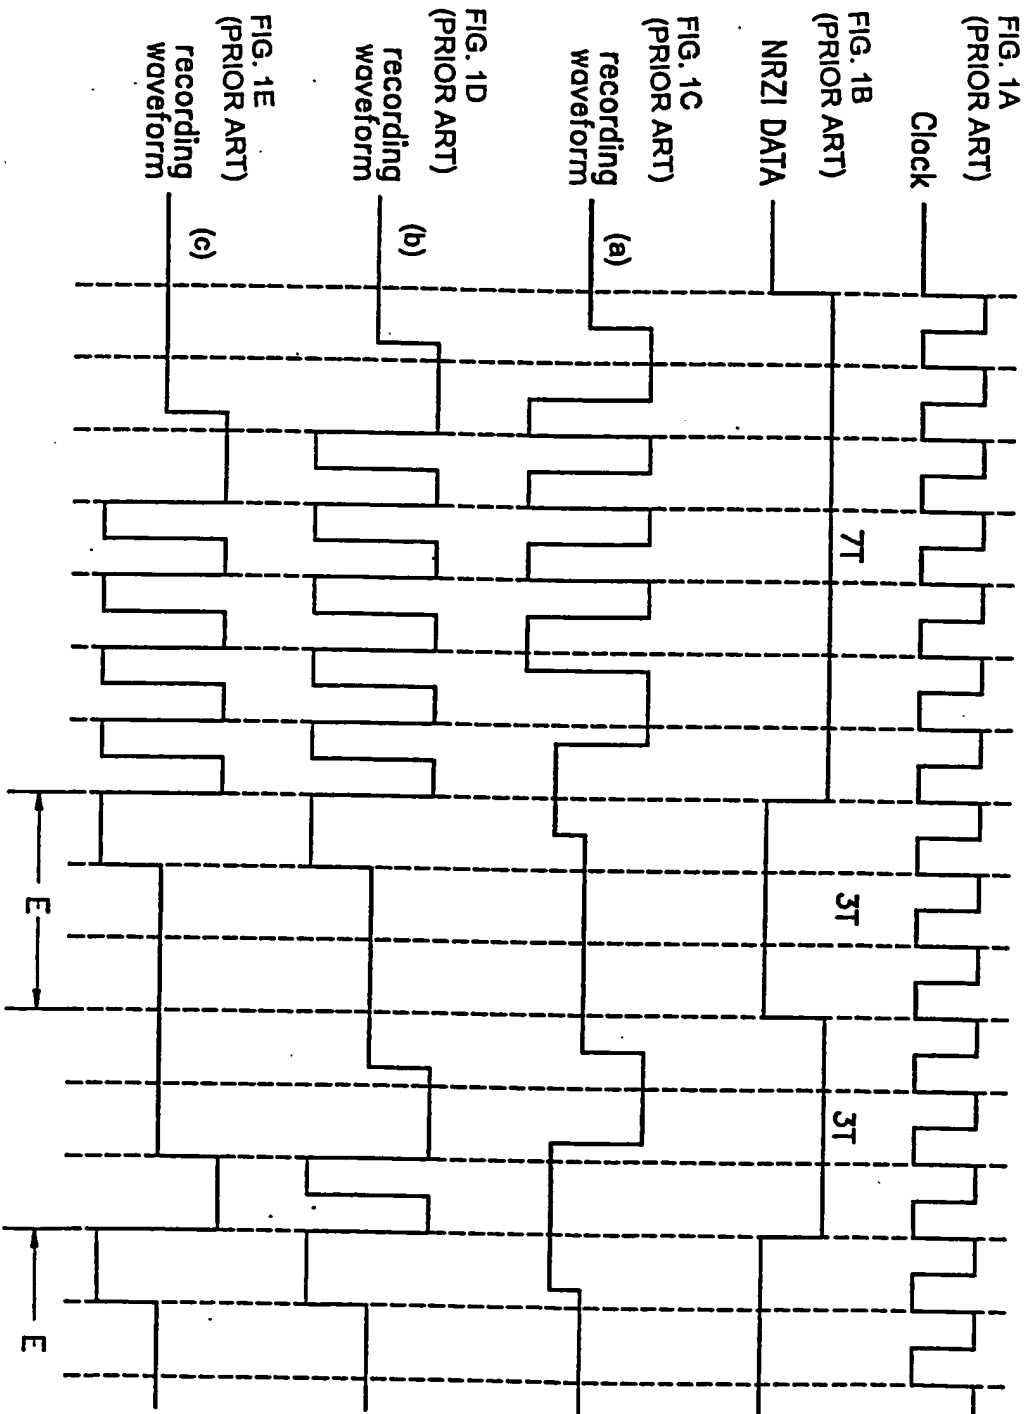 FIG. 1A
(PRIOR ART)
Clock
FIG. 1B
(PRIOR ART)
NRZI DATA
7T
3T
3T
FIG. 1C
(PRIOR ART)
recording
waveform
(a)
FIG. 1D
(PRIOR ART)
recording
waveform
(b)
FIG. 1E
(PRIOR ART)
recording
waveform
(c)
E
E